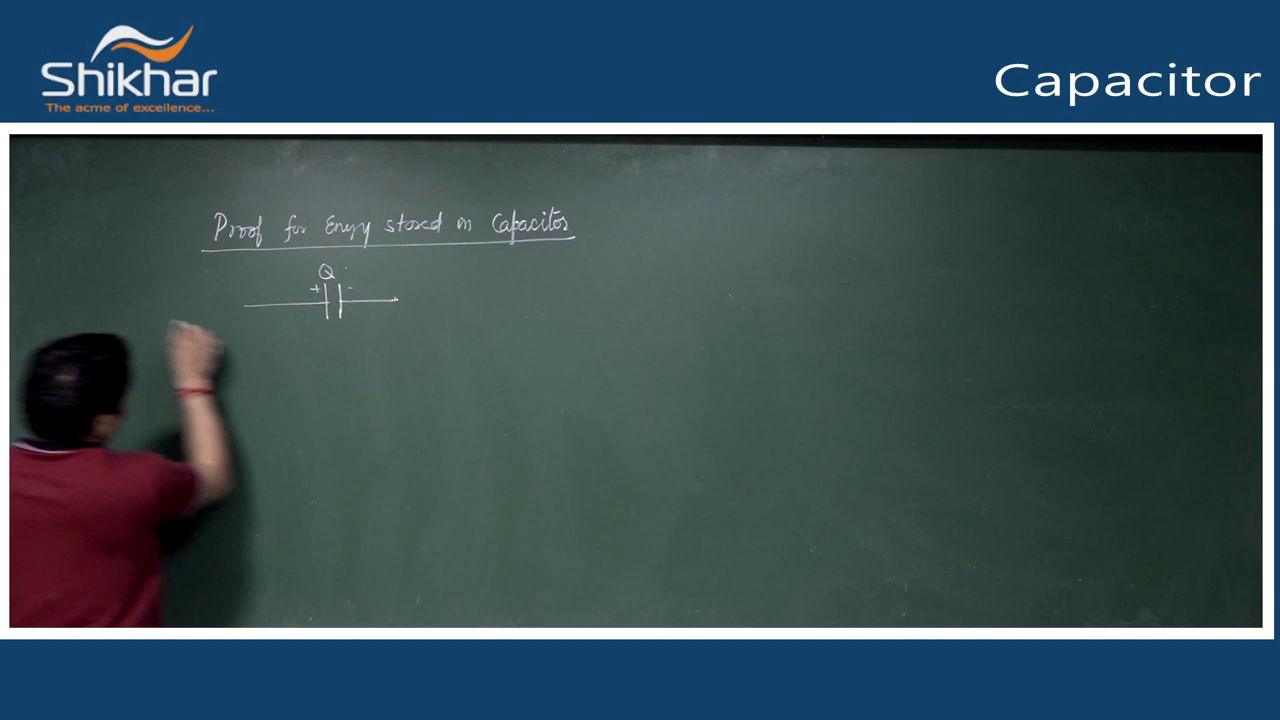 Shikhar
The acme of excellence...
Capacitor
Proof for Energy stored in Capacitor
Q
+ -